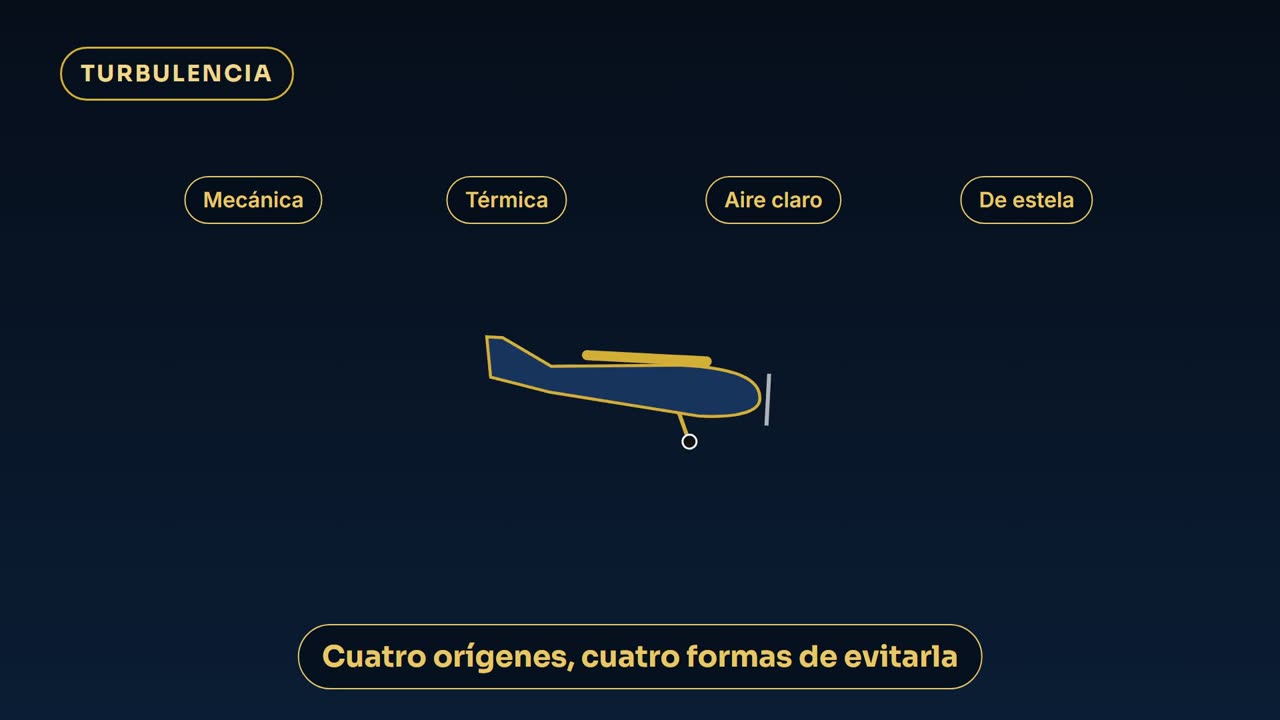 TURBULENCIA
Mecánica
Térmica
Aire claro
De estela
Cuatro orígenes, cuatro formas de evitarla